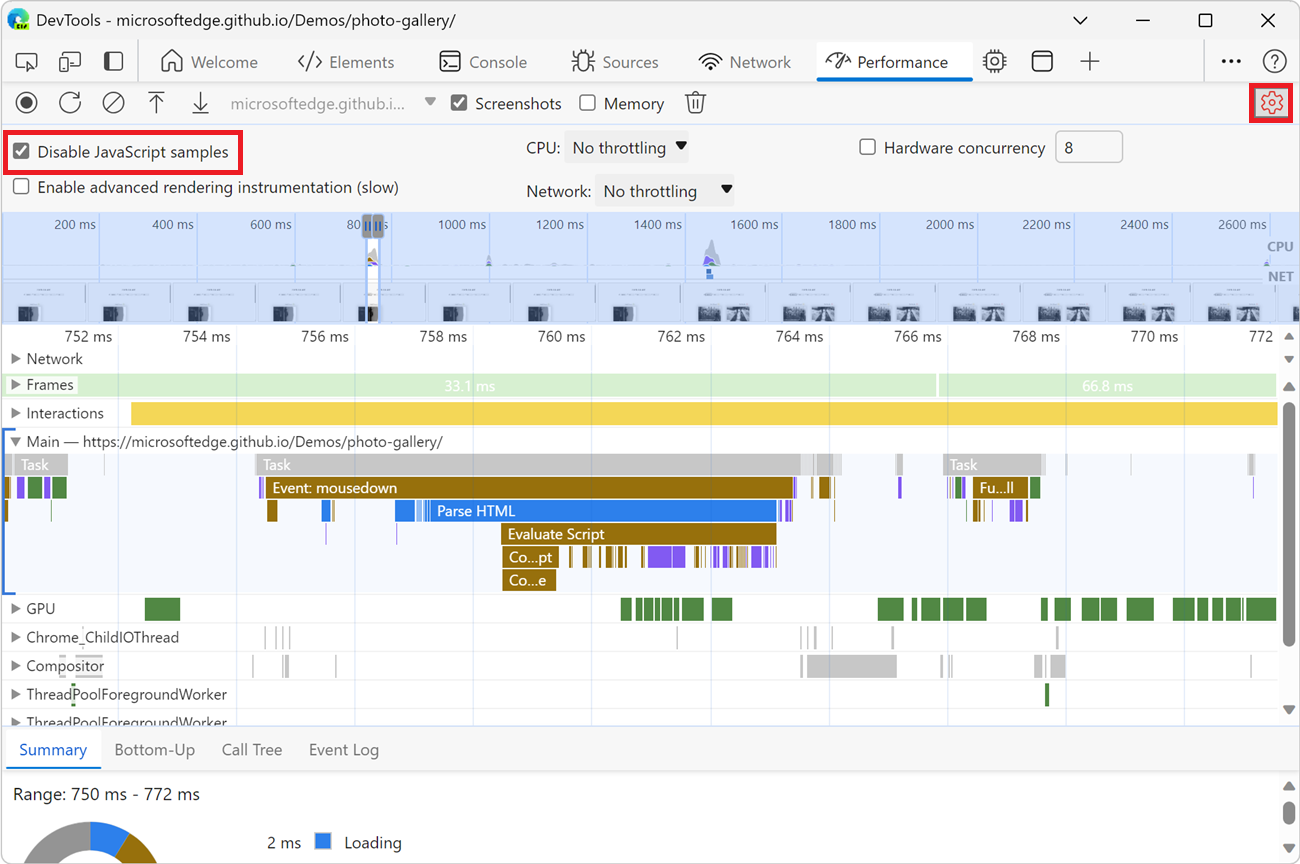 DevTools - microsoftedge.github.io/Demos/photo-gallery/
Welcome Elements Console Sources Network Performance
microsoftedge.github.i... Screenshots Memory
Disable JavaScript samples CPU: No throttling Hardware concurrency 8
Enable advanced rendering instrumentation (slow) Network: No throttling
200 ms 400 ms 600 ms 1000 ms 1200 ms 1400 ms 1600 ms 1800 ms 2000 ms 2200 ms 2400 ms 2600 ms
CPU
NET
752 ms 754 ms 756 ms 758 ms 760 ms 762 ms 764 ms 766 ms 768 ms 770 ms 772
Network
Frames 33.1 ms 66.8 ms
Interactions
Main — https://microsoftedge.github.io/Demos/photo-gallery/
Task Task Task
Event: mousedown Fu...ll
Parse HTML
Evaluate Script
Co...pt
Co...e
GPU
Chrome_ChildIOThread
Compositor
ThreadPoolForegroundWorker
ThreadPoolForegroundWorker
Summary Bottom-Up Call Tree Event Log
Range: 750 ms - 772 ms
2 ms Loading